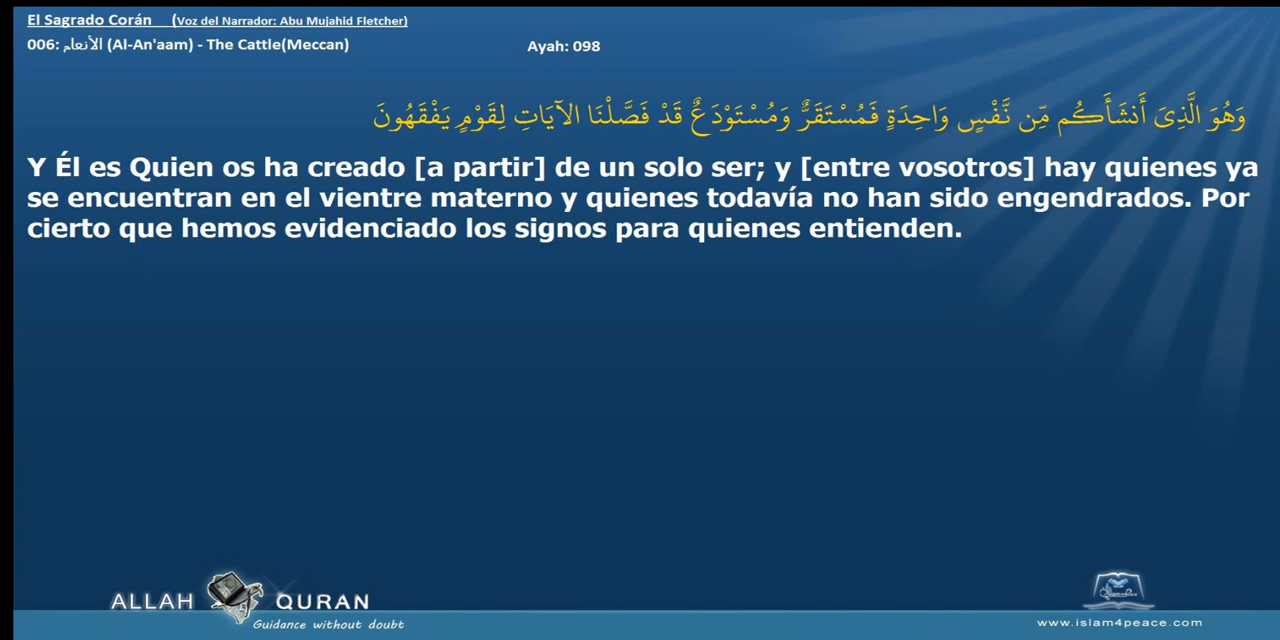 El Sagrado Corán (Voz del Narrador: Abu Mujahid Fletcher)
006: الأنعام (Al-An'aam) - The Cattle(Meccan) Ayah: 098
وَهُوَ الَّذِى أَنشَأَكُم مِّن نَّفْسٍ وَاحِدَةٍ فَمُسْتَقَرٌّ وَمُسْتَوْدَعٌ قَدْ فَصَّلْنَا الآيَاتِ لِقَوْمٍ يَفْقَهُونَ
Y Él es Quien os ha creado [a partir] de un solo ser; y [entre vosotros] hay quienes ya
se encuentran en el vientre materno y quienes todavía no han sido engendrados. Por
cierto que hemos evidenciado los signos para quienes entienden.
ALLAH QURAN
Guidance without doubt
www.islam4peace.com